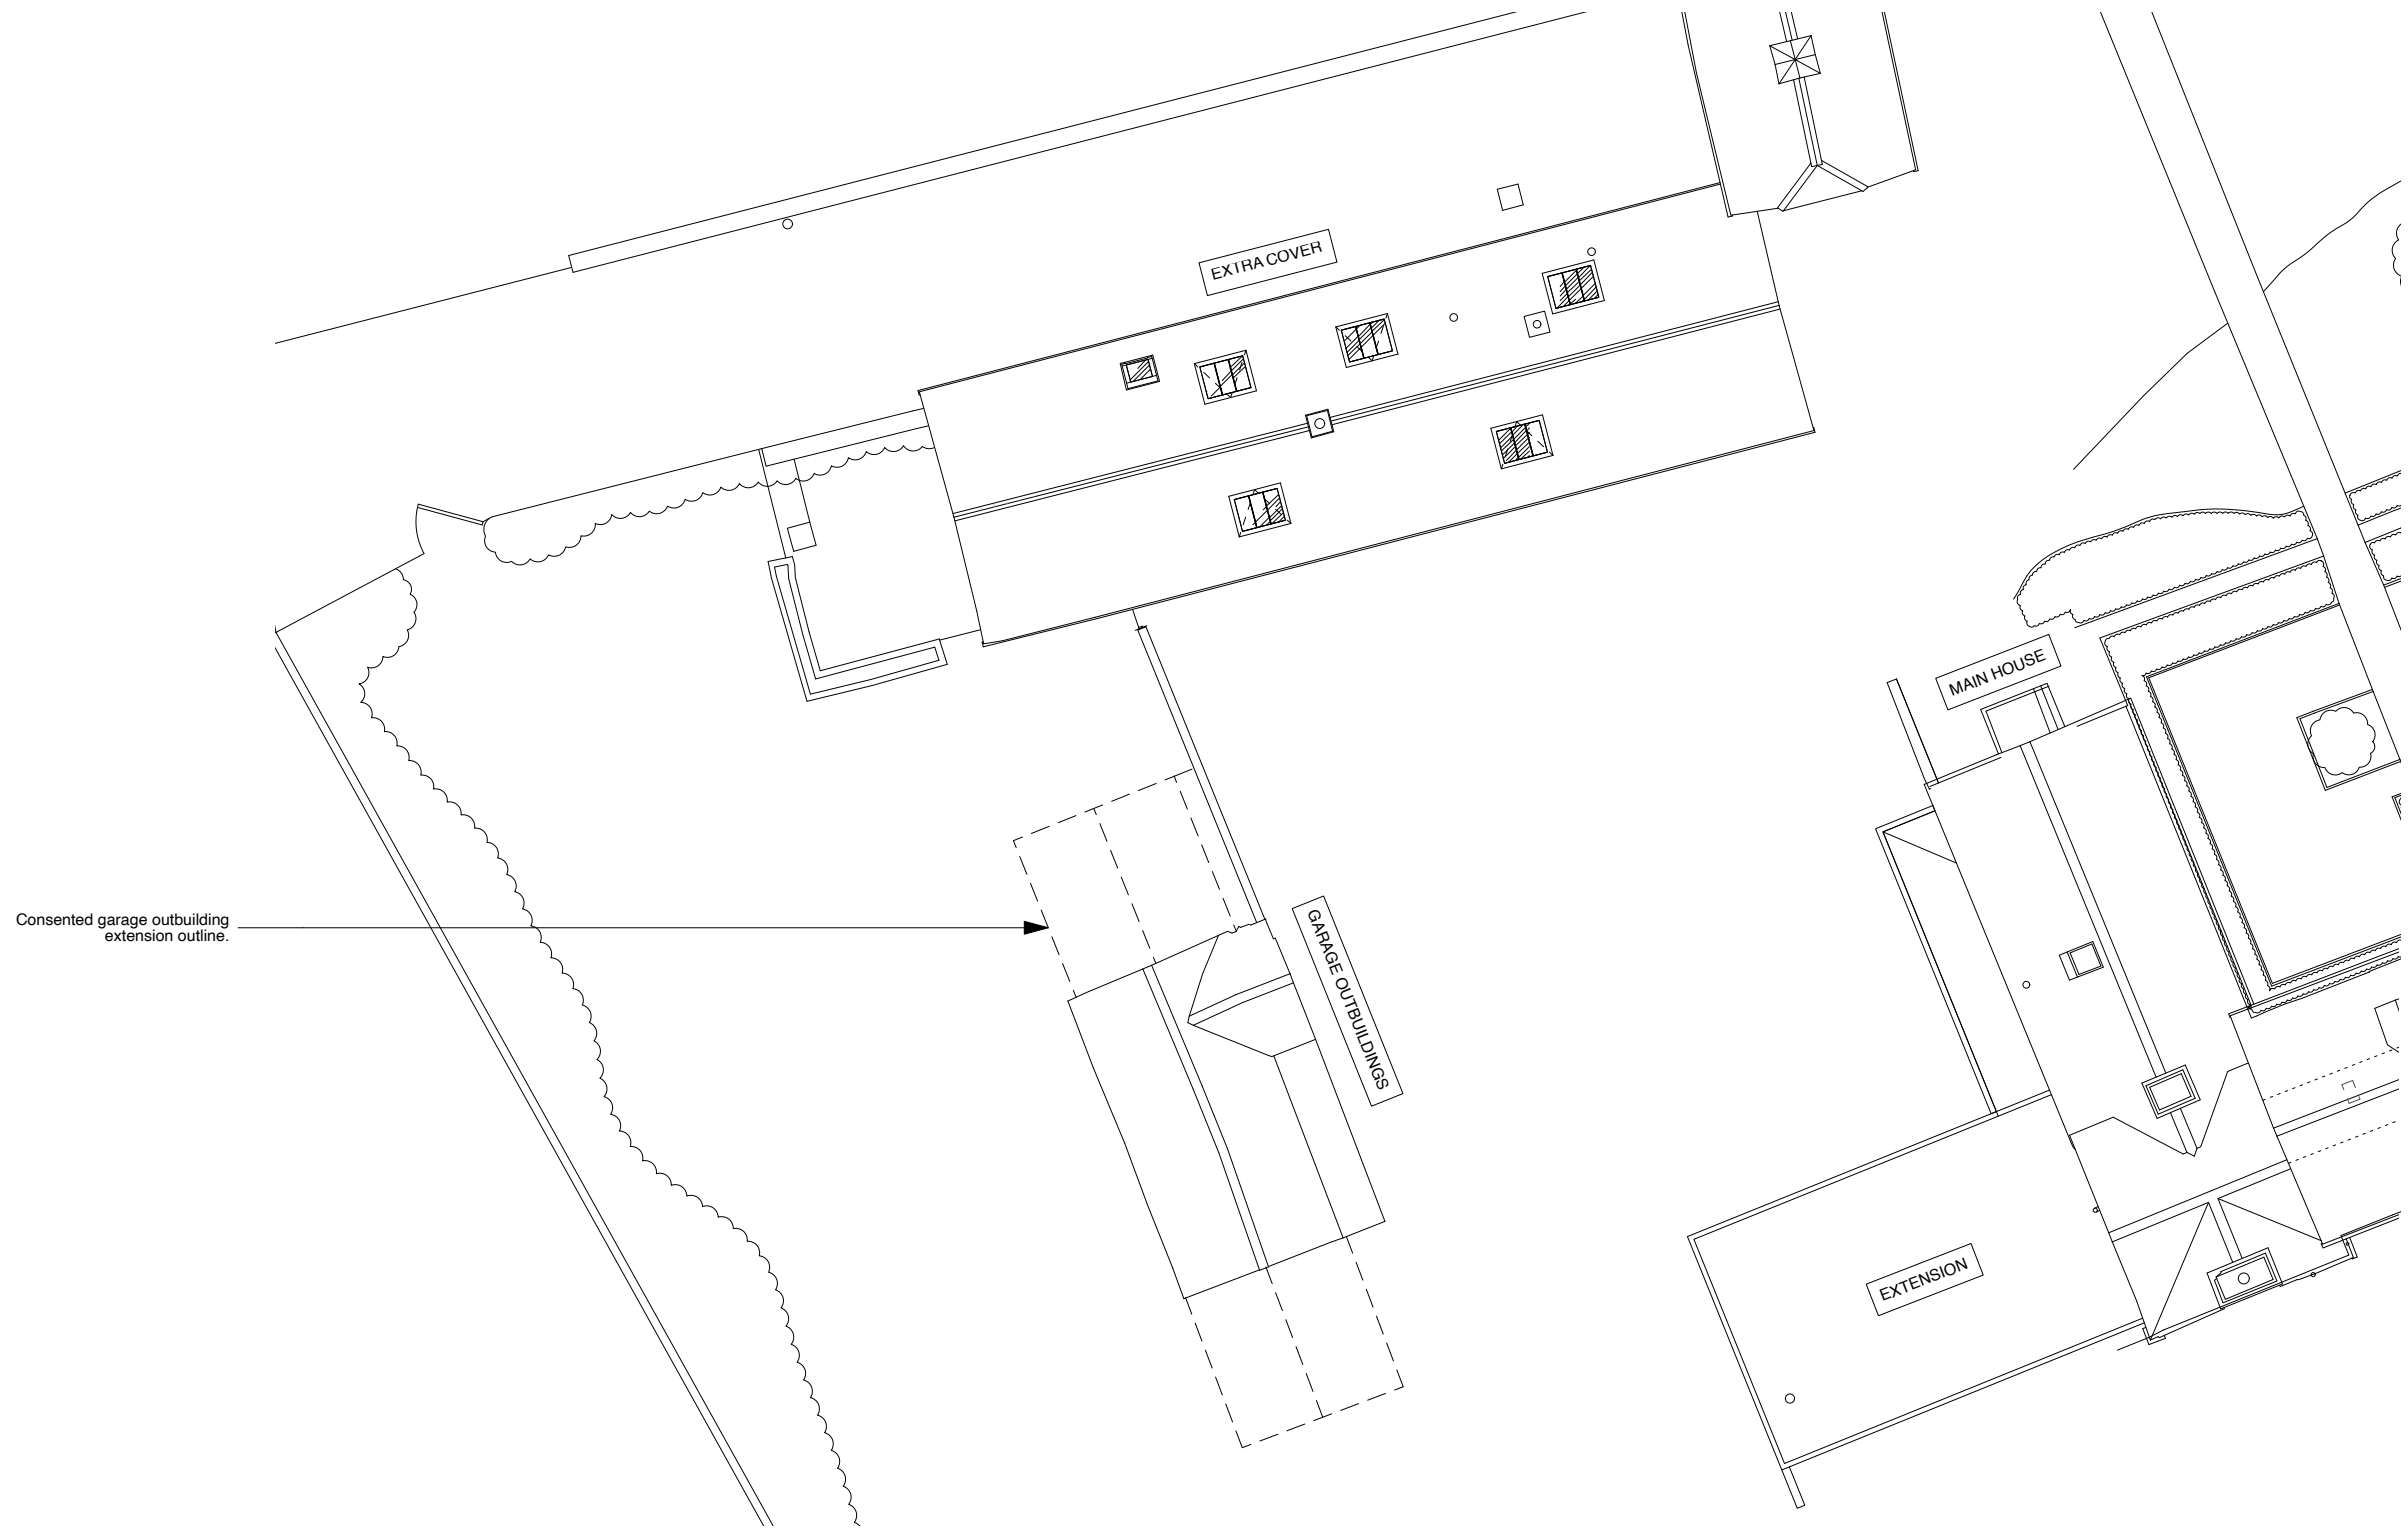 EXTRA COVER
MAIN HOUSE
Consented garage outbuilding
extension outline.
GARAGE OUTBUILDINGS
EXTENSION